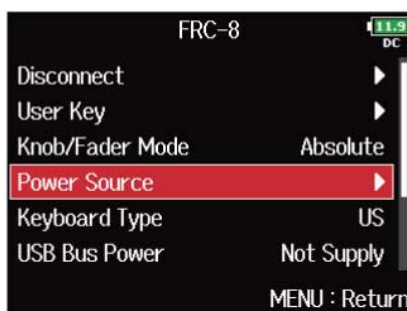 FRC-8
11.9
DC
Disconnect
User Key
Knob/Fader Mode Absolute
Power Source
Keyboard Type US
USB Bus Power Not Supply
MENU : Return